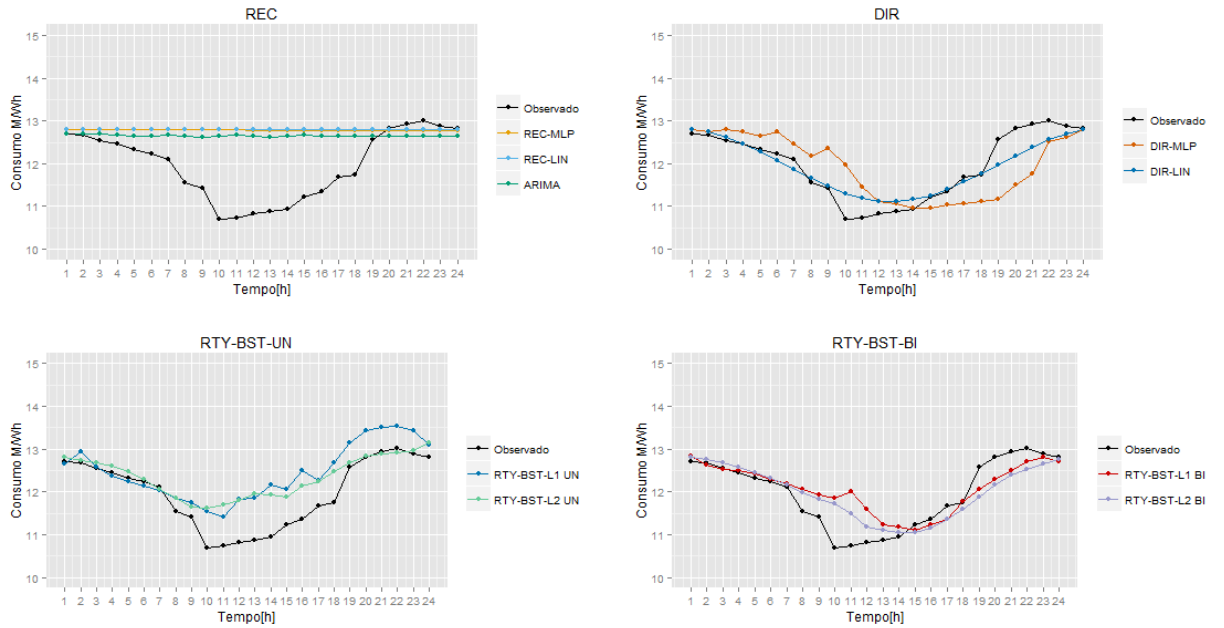 REC
15
14
13
12
11
10
Consumo M/Wh
1 2 3 4 5 6 7 8 9 10 11 12 13 14 15 16 17 18 19 20 21 22 23 24
Tempo[h]
Observado
REC-MLP
REC-LIN
ARIMA
DIR
15
14
13
12
11
10
Consumo M/Wh
1 2 3 4 5 6 7 8 9 10 11 12 13 14 15 16 17 18 19 20 21 22 23 24
Tempo[h]
Observado
DIR-MLP
DIR-LIN
RTY-BST-UN
15
14
13
12
11
10
Consumo M/Wh
1 2 3 4 5 6 7 8 9 10 11 12 13 14 15 16 17 18 19 20 21 22 23 24
Tempo[h]
Observado
RTY-BST-L1 UN
RTY-BST-L2 UN
RTY-BST-BI
15
14
13
12
11
10
Consumo M/Wh
1 2 3 4 5 6 7 8 9 10 11 12 13 14 15 16 17 18 19 20 21 22 23 24
Tempo[h]
Observado
RTY-BST-L1 BI
RTY-BST-L2 BI